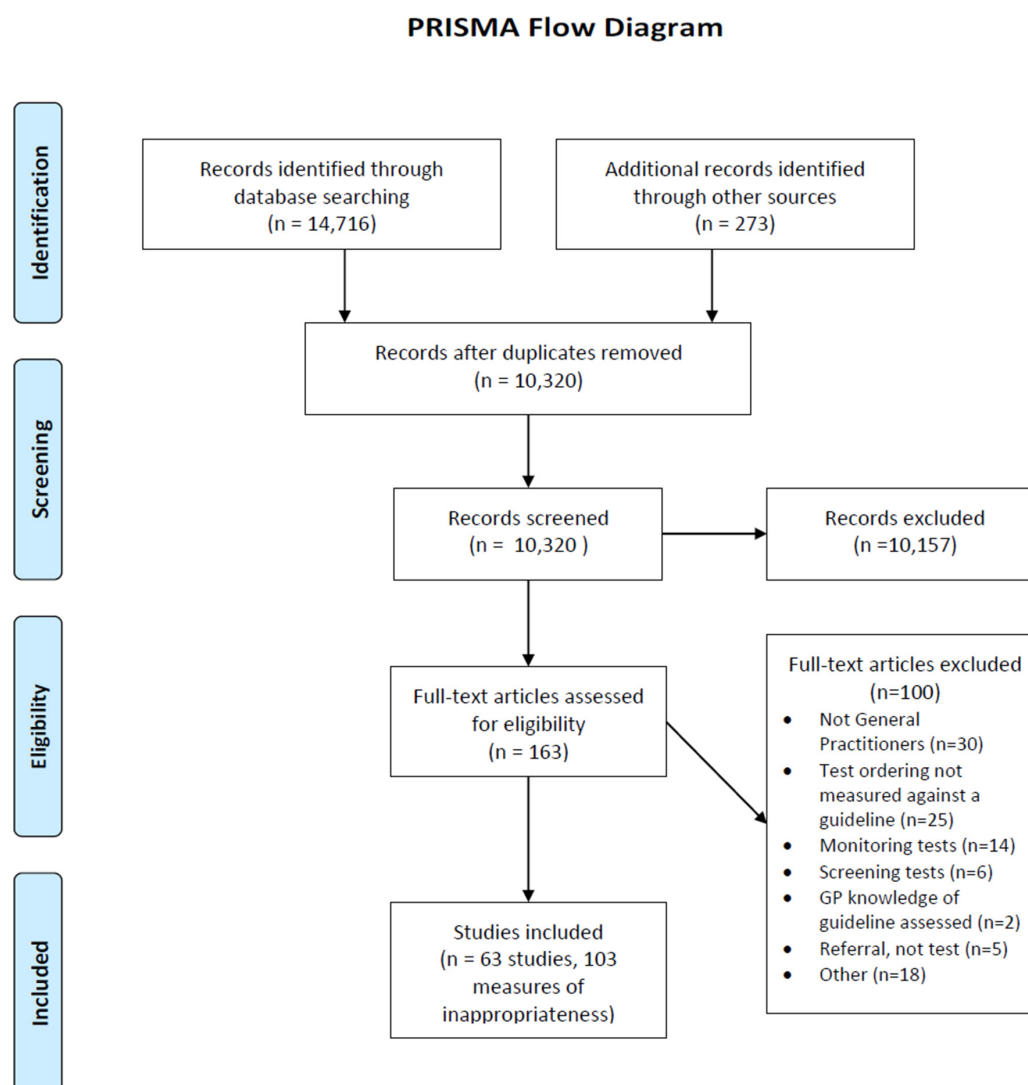 PRISMA Flow Diagram
Identification
Records identified through
database searching
(n = 14,716)
Additional records identified
through other sources
(n = 273)
Records after duplicates removed
(n = 10,320)
Screening
Records screened
(n = 10,320 )
Records excluded
(n =10,157)
Eligibility
Full-text articles assessed
for eligibility
(n = 163)
Full-text articles excluded
(n=100)
• Not General
Practitioners (n=30)
• Test ordering not
measured against a
guideline (n=25)
• Monitoring tests (n=14)
• Screening tests (n=6)
• GP knowledge of
guideline assessed (n=2)
• Referral, not test (n=5)
• Other (n=18)
Included
Studies included
(n = 63 studies, 103
measures of
inappropriateness)